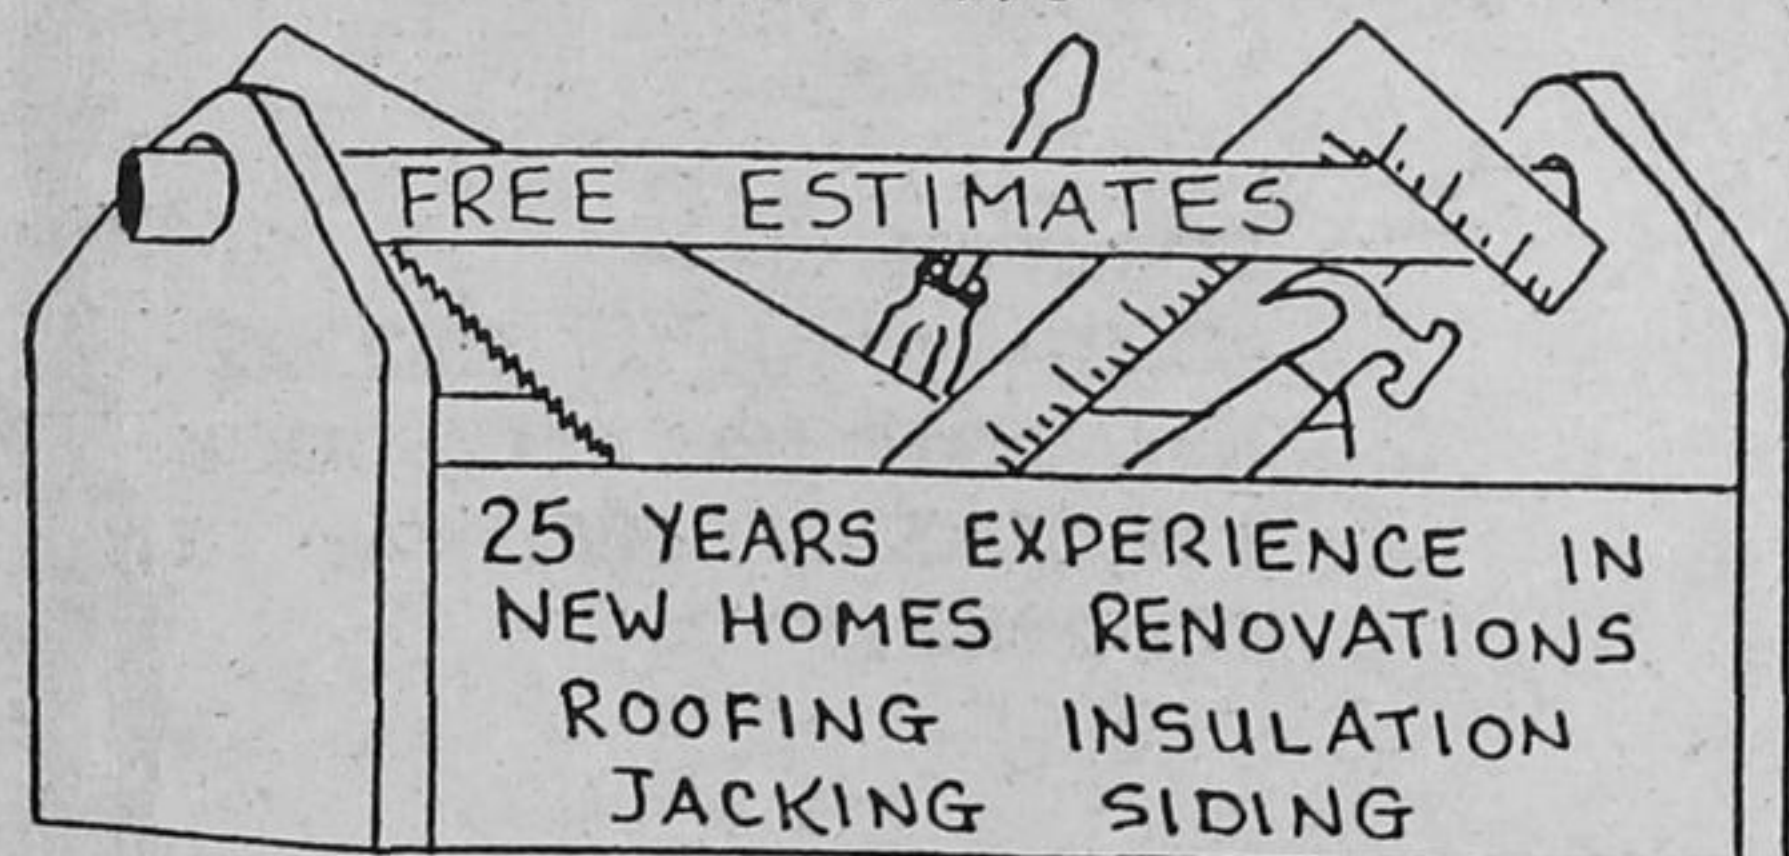 FREE ESTIMATES
25 YEARS EXPERIENCE IN
NEW HOMES RENOVATIONS
ROOFING INSULATION
JACKING SIDING